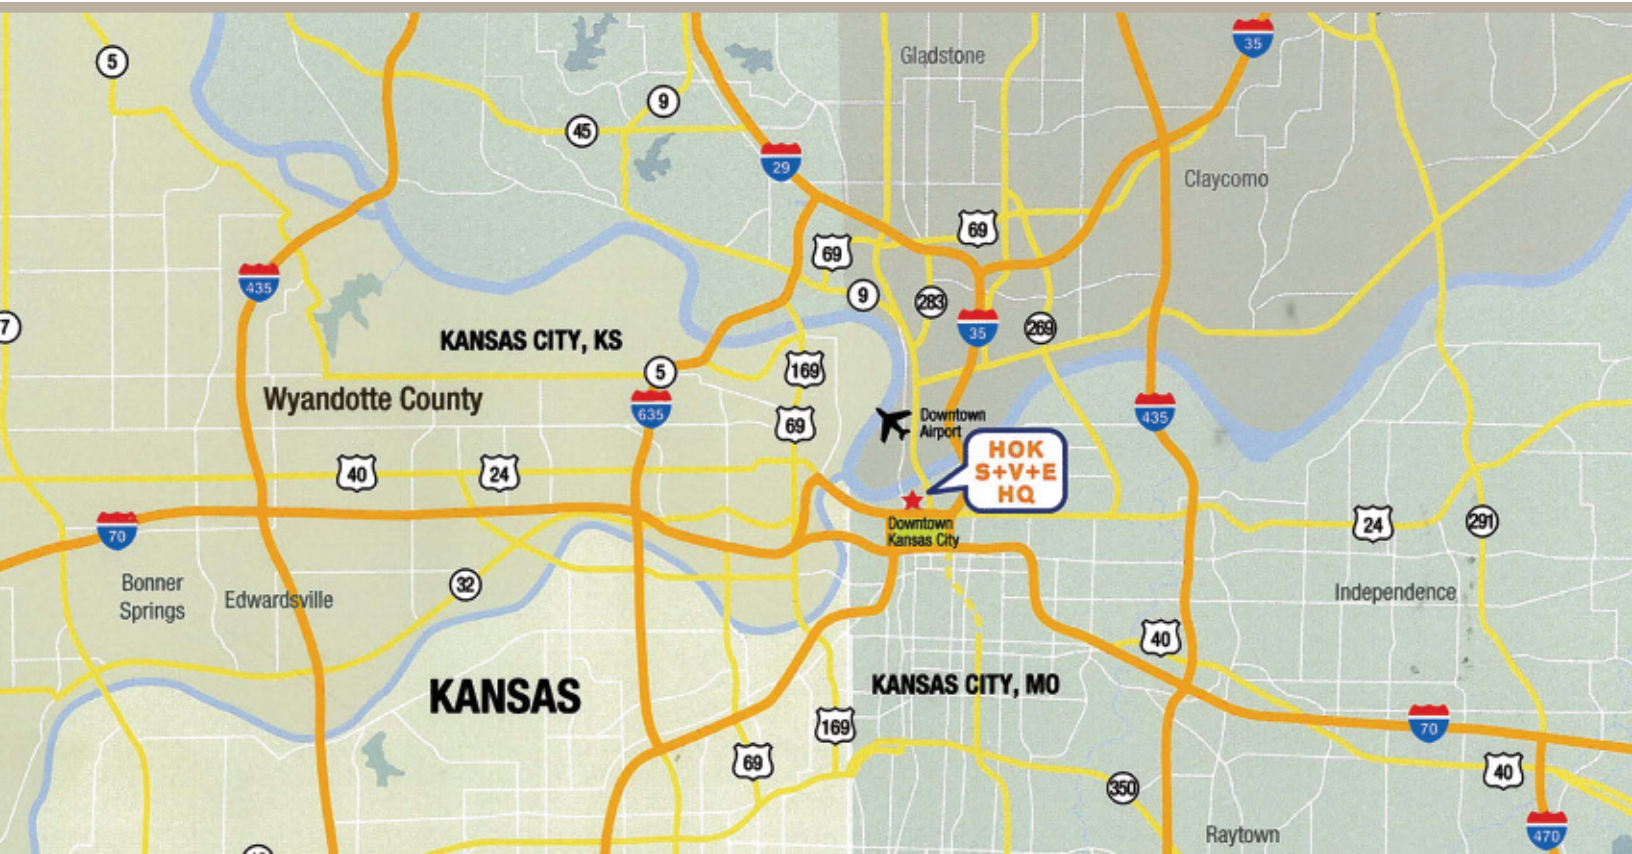 35
Gladstone
5
9
45
29
Claycomo
69
69
435
9
283
7
35
269
KANSAS CITY, KS
169
5
Wyandotte County
635
435
69
Downtown
Airport
HOK
S+V+E
HQ
40
24
70
Downtown
Kansas City
24
291
32
Bonner
Springs
Edwardsville
Independence
40
KANSAS
KANSAS CITY, MO
169
70
69
40
350
Raytown
470